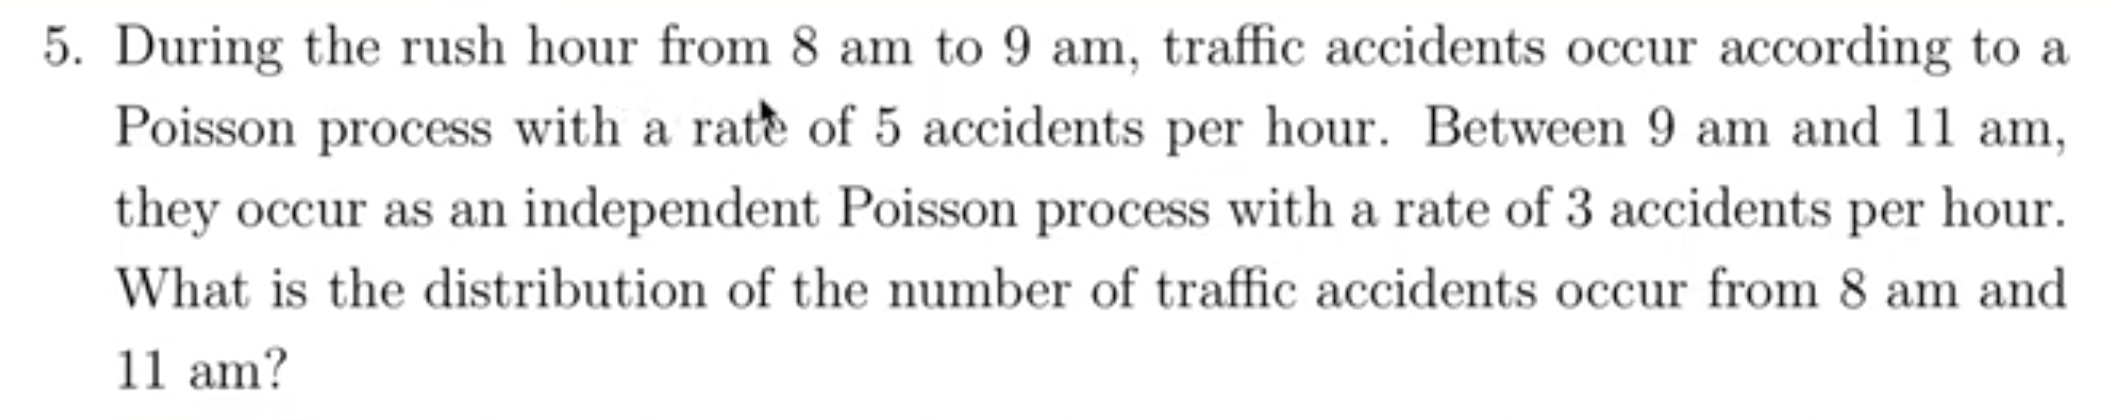 5. During the rush hour from 8 am to 9 am, traffic accidents occur according to a
Poisson process with a rate of 5 accidents per hour. Between 9 am and 11 am,
they occur as an independent Poisson process with a rate of 3 accidents per hour.
What is the distribution of the number of traffic accidents occur from 8 am and
11 am?